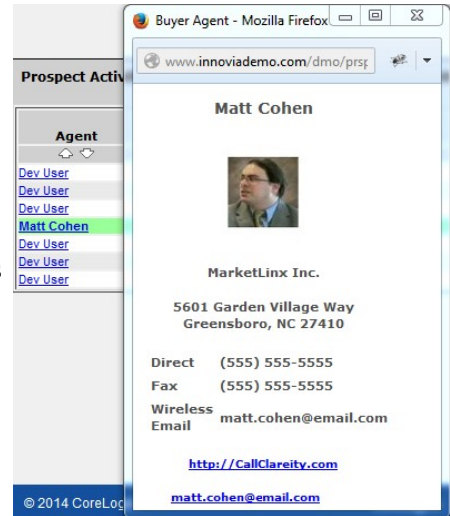 Buyer Agent - Mozilla Firefox
www.innoviademo.com/dmo/prsp
Prospect Activ
Agent
Dev User
Dev User
Dev User
Matt Cohen
Dev User
Dev User
Dev User
© 2014 CoreLog
Matt Cohen
MarketLinx Inc.
5601 Garden Village Way
Greensboro, NC 27410
Direct (555) 555-5555
Fax (555) 555-5555
Wireless
Email matt.cohen@email.com
http://CallClareity.com
matt.cohen@email.com